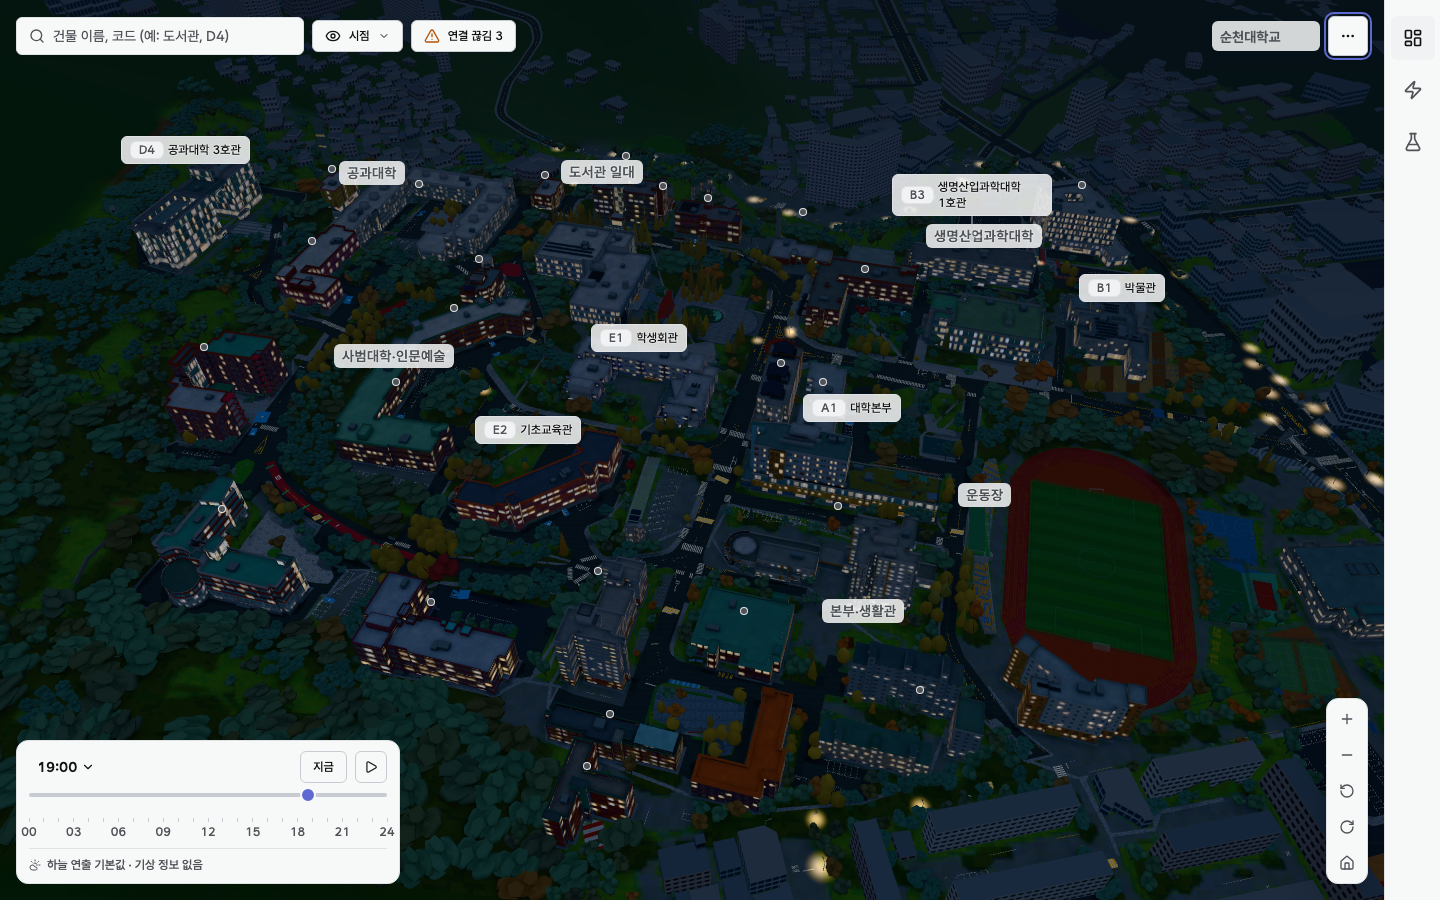 건물 이름, 코드 (예: 도서관, D4)
시점
연결 끊김 3
순천대학교
D4 공과대학 3호관
공과대학
도서관 일대
B3 생명산업과학대학
1호관
생명산업과학대학
B1 박물관
E1 학생회관
사범대학·인문예술
A1 대학본부
E2 기초교육관
운동장
본부·생활관
19:00
지금
00 03 06 09 12 15 18 21 24
하늘 연출 기본값 · 기상 정보 없음